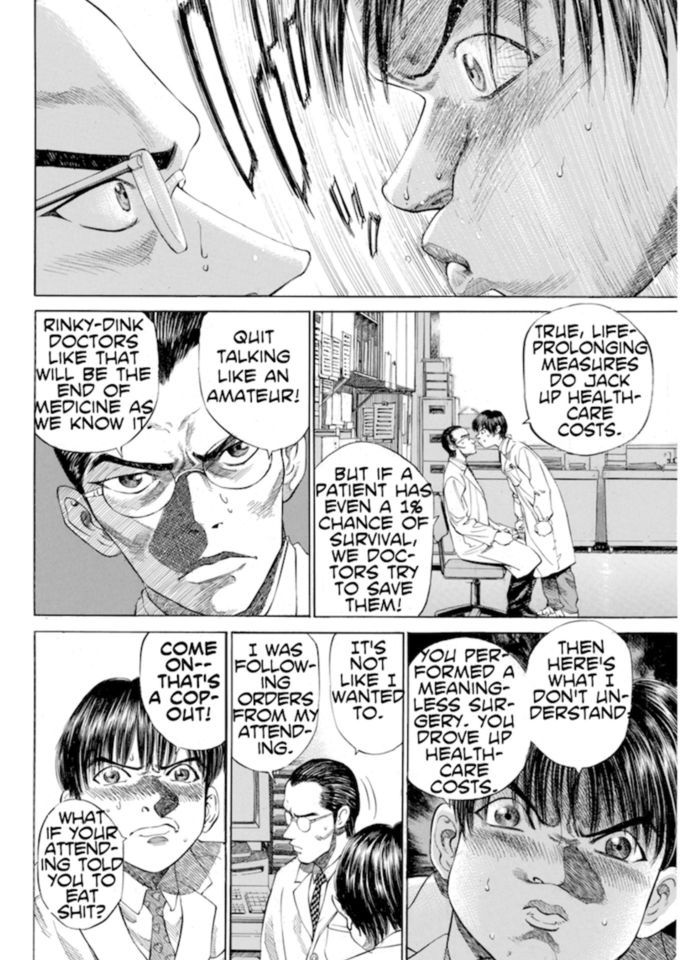 TRUE, LIFE-
PROLONGING
MEASURES
DO JACK
UP HEALTH-
CARE
COSTS.
BUT IF A
PATIENT HAS
EVEN A 1%
CHANCE OF
SURVIVAL,
WE DOC-
TORS TRY
TO SAVE
THEM!
QUIT
TALKING
LIKE AN
AMATEUR!
RINKY-DINK
DOCTORS
LIKE THAT
WILL BE THE
END OF
MEDICINE AS
WE KNOW IT.
THEN
HERE'S
WHAT I
DON'T UN-
DERSTAND.
YOU PER-
FORMED A
MEANING-
LESS SUR-
GERY. YOU
DROVE UP
HEALTH-
CARE
COSTS.
IT'S
NOT
LIKE I
WANTED
TO.
I WAS
FOLLOW-
ING
ORDERS
FROM MY
ATTEND-
ING.
COME
ON--
THAT'S
A COP-
OUT!
WHAT
IF YOUR
ATTEND-
ING TOLD
YOU TO
EAT
SHIT?